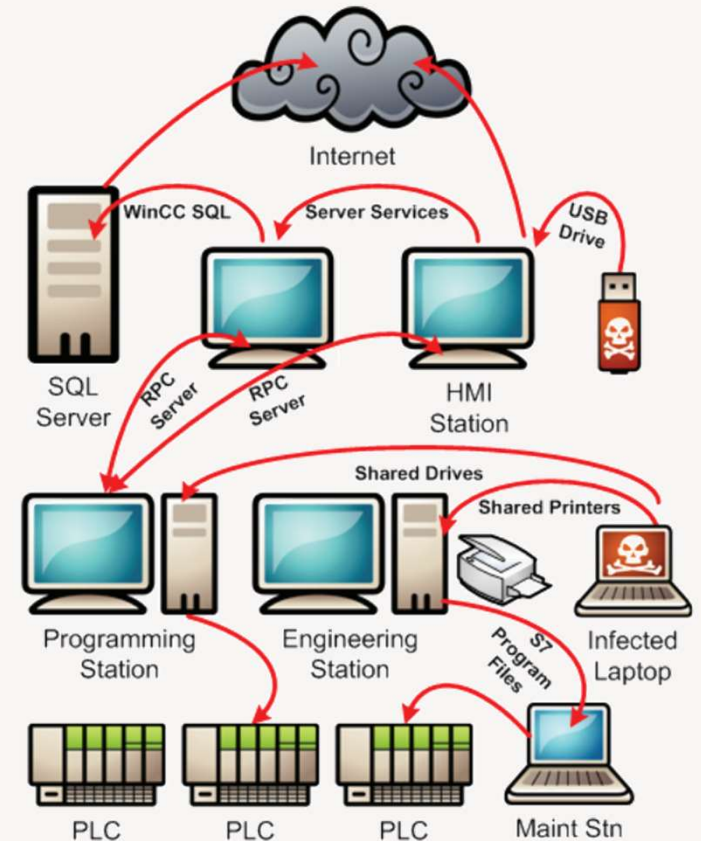 Internet
WinCC SQL
Server Services
USB
Drive
SQL
Server
RPC
Server
RPC
Server
HMI
Station
Shared Drives
Shared Printers
Programming
Station
Engineering
Station
S7
Program
Files
Infected
Laptop
PLC
PLC
PLC
Maint Stn